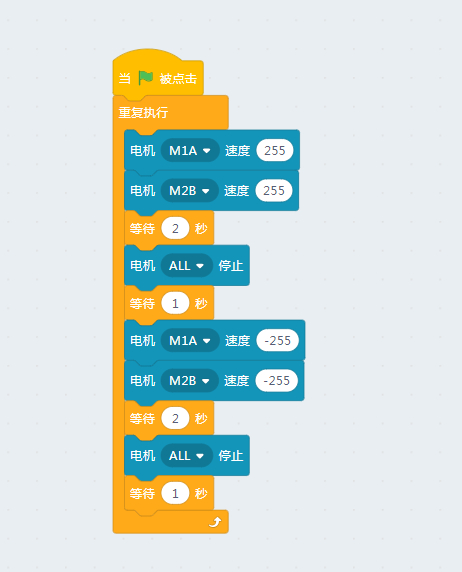 当 被点击
重复执行
电机 M1A 速度 255
电机 M2B 速度 255
等待 2 秒
电机 ALL 停止
等待 1 秒
电机 M1A 速度 -255
电机 M2B 速度 -255
等待 2 秒
电机 ALL 停止
等待 1 秒